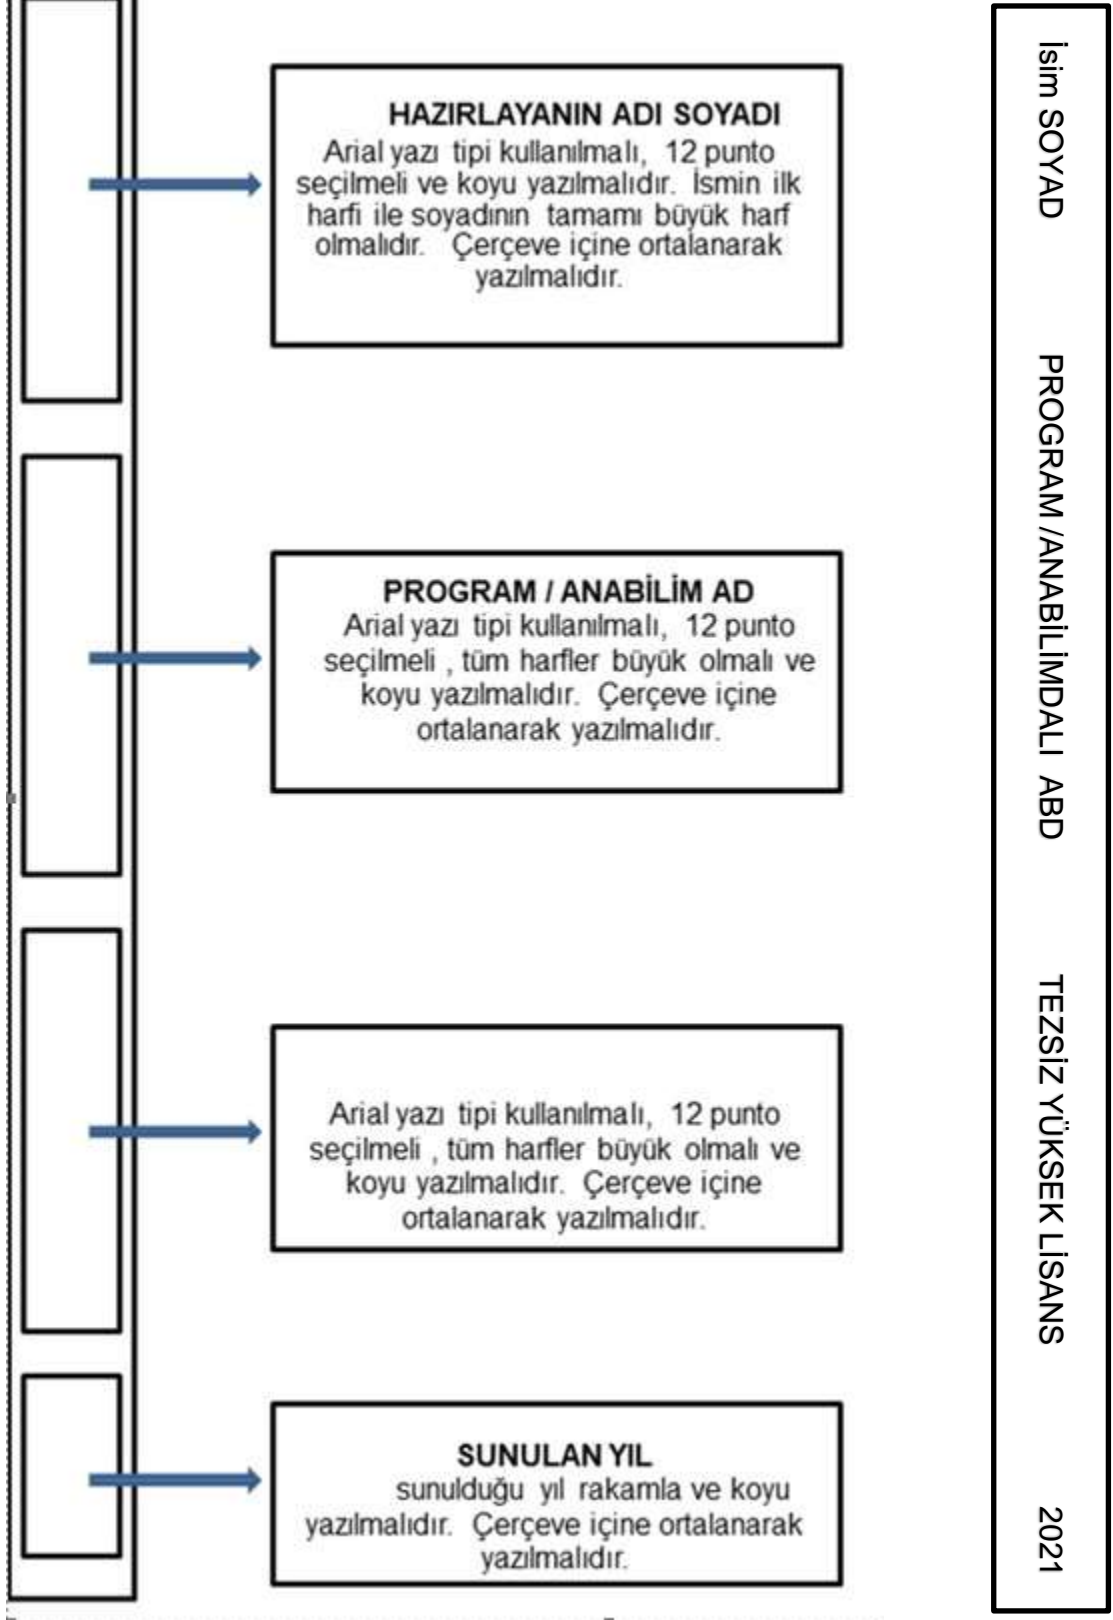 HAZIRLAYANIN ADI SOYADI
Arial yazı tipi kullanılmalı, 12 punto
seçilmeli ve koyu yazılmalıdır. İsmin ilk
harfi ile soyadının tamamı büyük harf
olmalıdır. Çerçeve içine ortalanarak
yazılmalıdır.
PROGRAM / ANABİLİM AD
Arial yazı tipi kullanılmalı, 12 punto
seçilmeli , tüm harfler büyük olmalı ve
koyu yazılmalıdır. Çerçeve içine
ortalanarak yazılmalıdır.
Arial yazı tipi kullanılmalı, 12 punto
seçilmeli , tüm harfler büyük olmalı ve
koyu yazılmalıdır. Çerçeve içine
ortalanarak yazılmalıdır.
SUNULAN YIL
sunulduğu yıl rakamla ve koyu
yazılmalıdır. Çerçeve içine ortalanarak
yazılmalıdır.
İsim SOYAD PROGRAM /ANABİLİMDALI ABD TEZSİZ YÜKSEK LİSANS 2021